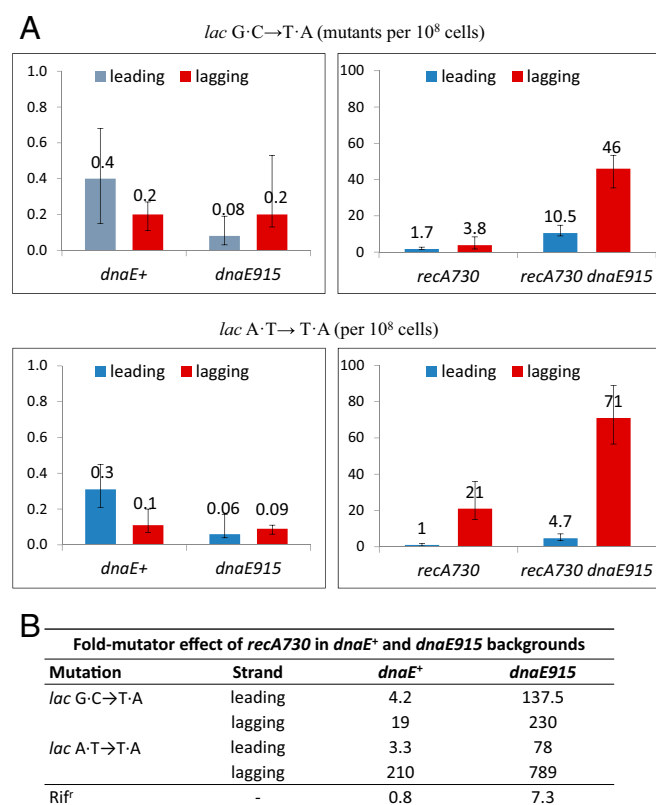 A
lac G·C→T·A (mutants per 10⁸ cells)
leading lagging
1.0
0.8
0.6
0.4
0.2
0.0
0.4
0.2
0.08
0.2
dnaE+ dnaE915
leading lagging
100
80
60
40
20
0
1.7
3.8
10.5
46
recA730 recA730 dnaE915
lac A·T→ T·A (per 10⁸ cells)
leading lagging
1.0
0.8
0.6
0.4
0.2
0.0
0.3
0.1
0.06
0.09
dnaE+ dnaE915
leading lagging
100
80
60
40
20
0
1
21
4.7
71
recA730 recA730 dnaE915
B
Fold-mutator effect of recA730 in dnaE⁺ and dnaE915 backgrounds
Mutation Strand dnaE⁺ dnaE915
lac G·C→T·A leading 4.2 137.5
lagging 19 230
lac A·T→T·A leading 3.3 78
lagging 210 789
Rifʳ - 0.8 7.3